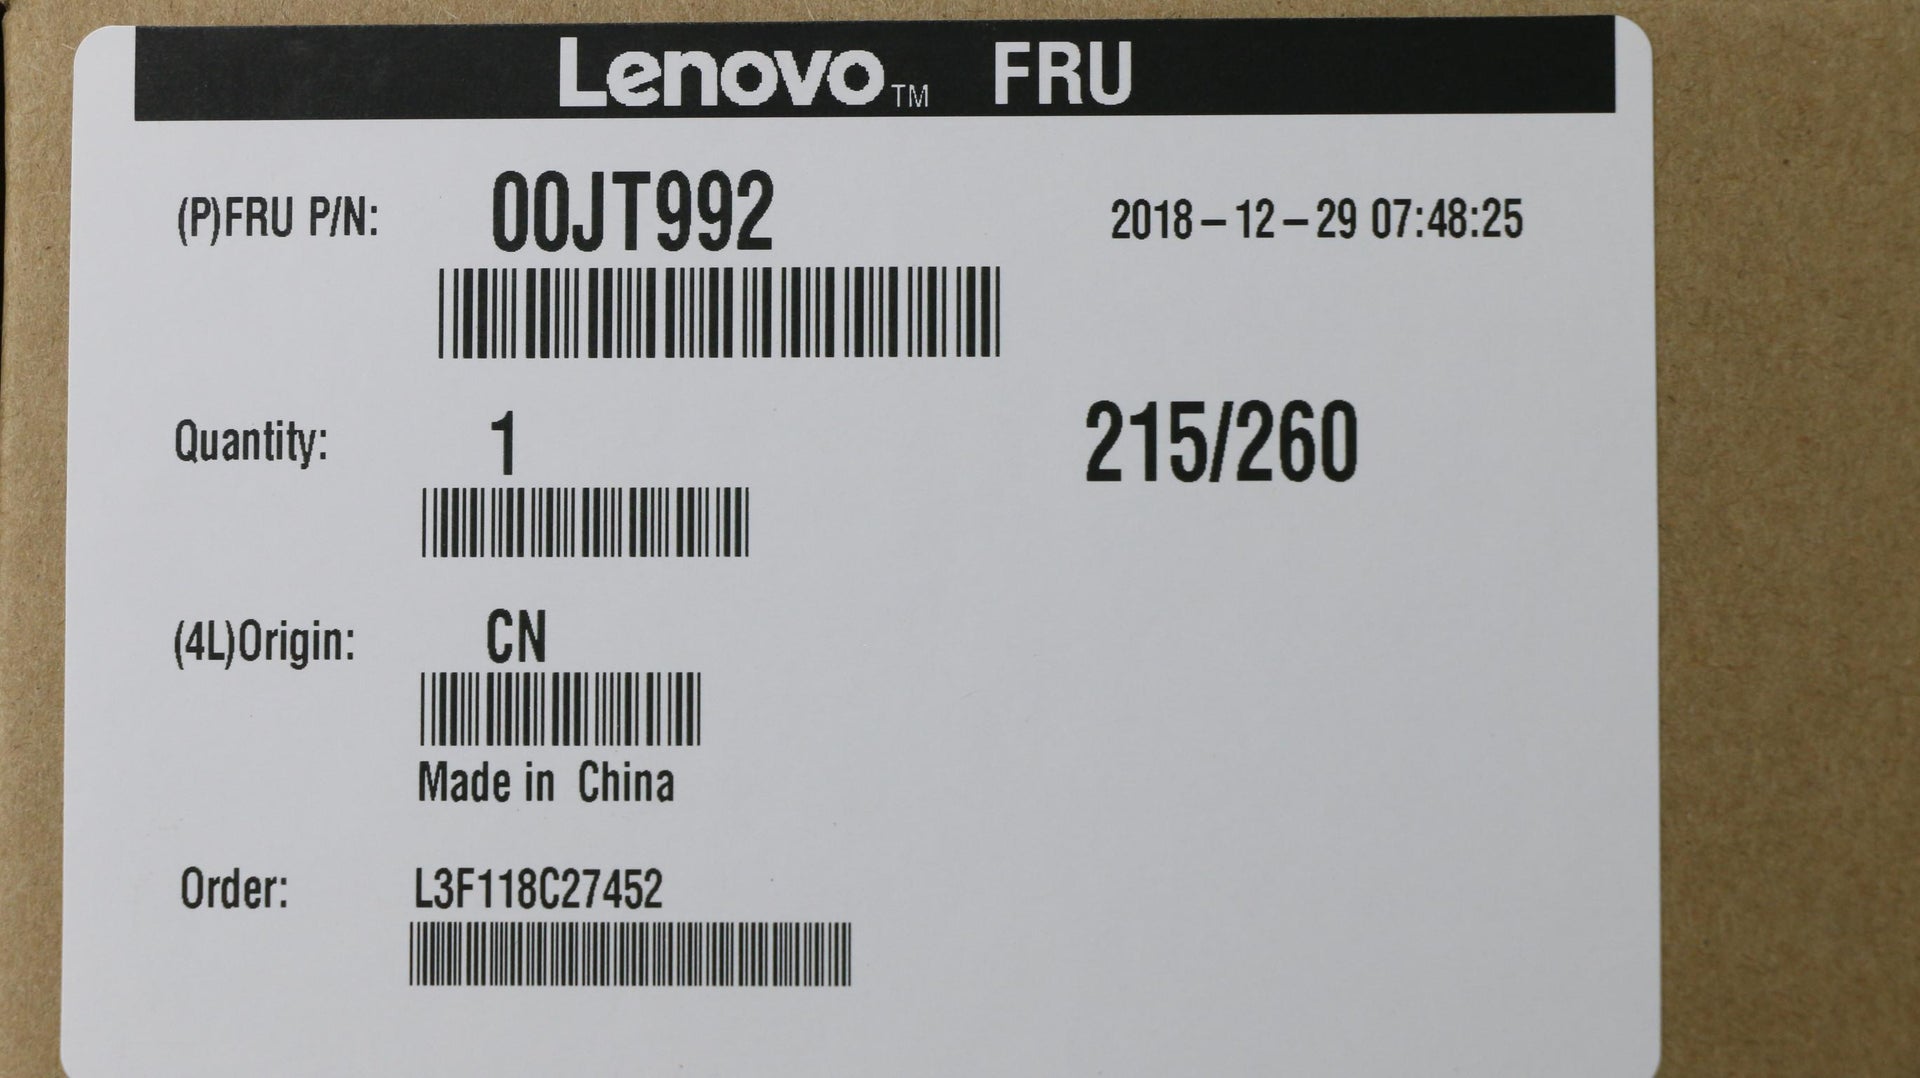 Lenovo™ FRU
(P)FRU P/N: 00JT992 2018-12-29 07:48:25
Quantity: 1 215/260
(4L)Origin: CN
Made in China
Order: L3F118C27452